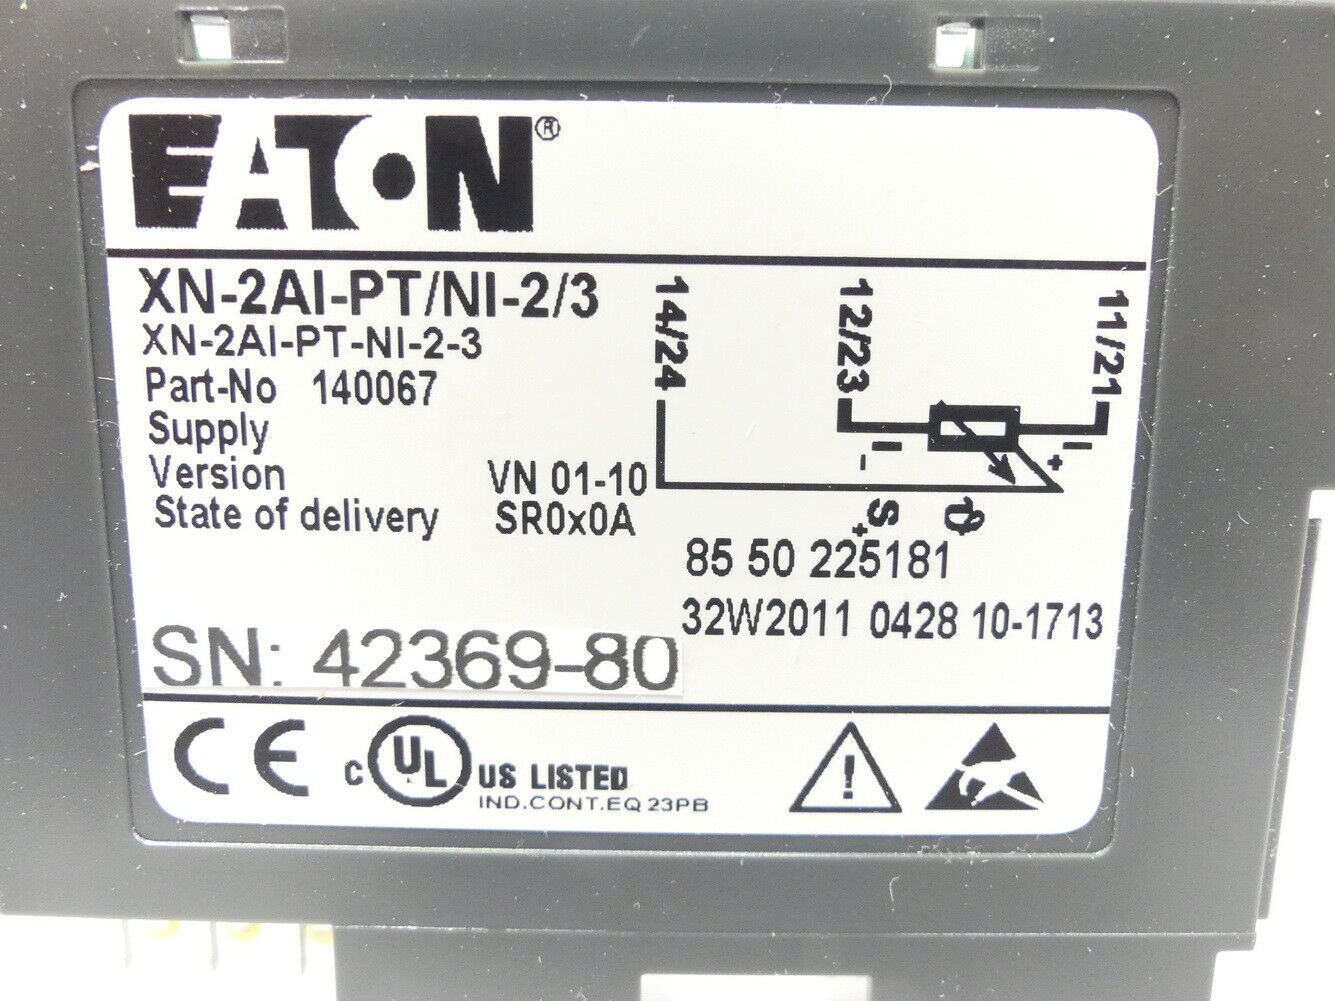 EATON®
XN-2AI-PT/NI-2/3
XN-2AI-PT-NI-2-3
Part-No 140067
Supply
Version VN 01-10
State of delivery SR0x0A
14/24
12/23
11/21
I-
I+
S+
ϑ
85 50 225181
32W2011 0428 10-1713
SN: 42369-80
CE
C UL US LISTED
IND.CONT.EQ 23PB
!